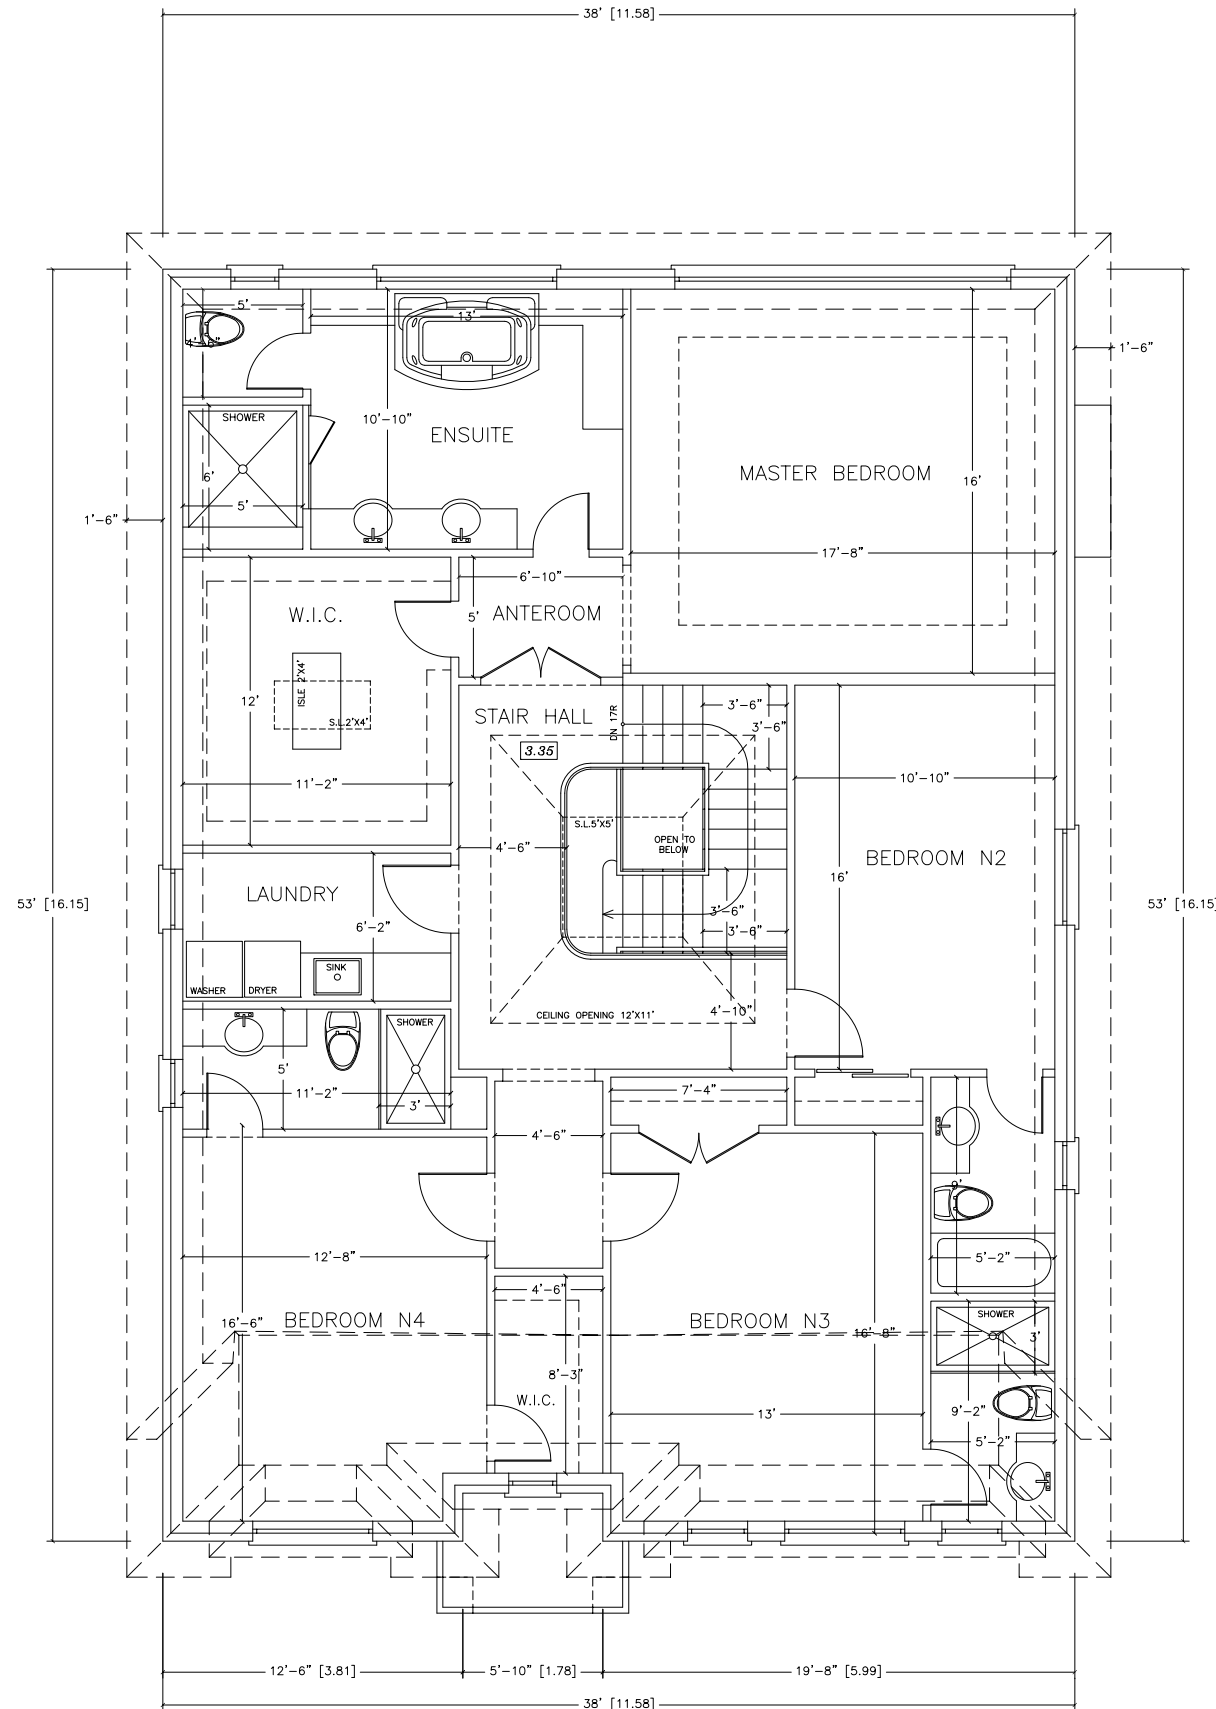 38' [11.58]
5'
13'
1'-6"
SHOWER
10'-10"
ENSUITE
MASTER BEDROOM
6'
16'
5'
1'-6"
17'-8"
6'-10"
W.I.C.
5'
ANTEROOM
ISLE 2'X4'
S.L.2'X4'
12'
STAIR HALL
DN 17R
3'-6"
3'-6"
3.35
11'-2"
10'-10"
S.L.5'X5'
OPEN TO
BELOW
4'-6"
BEDROOM N2
16'
LAUNDRY
53' [16.15]
53' [16.15]
6'-2"
3'-6"
3'-6"
SINK
WASHER
DRYER
4'-10"
CEILING OPENING 12'X11'
SHOWER
5'
11'-2"
3'
7'-4"
4'-6"
12'-8"
5'-2"
4'-6"
16'-6"
BEDROOM N4
BEDROOM N3
SHOWER
16'-8"
3'
8'-3"
W.I.C.
13'
9'-2"
5'-2"
12'-6" [3.81]
5'-10" [1.78]
19'-8" [5.99]
38' [11.58]